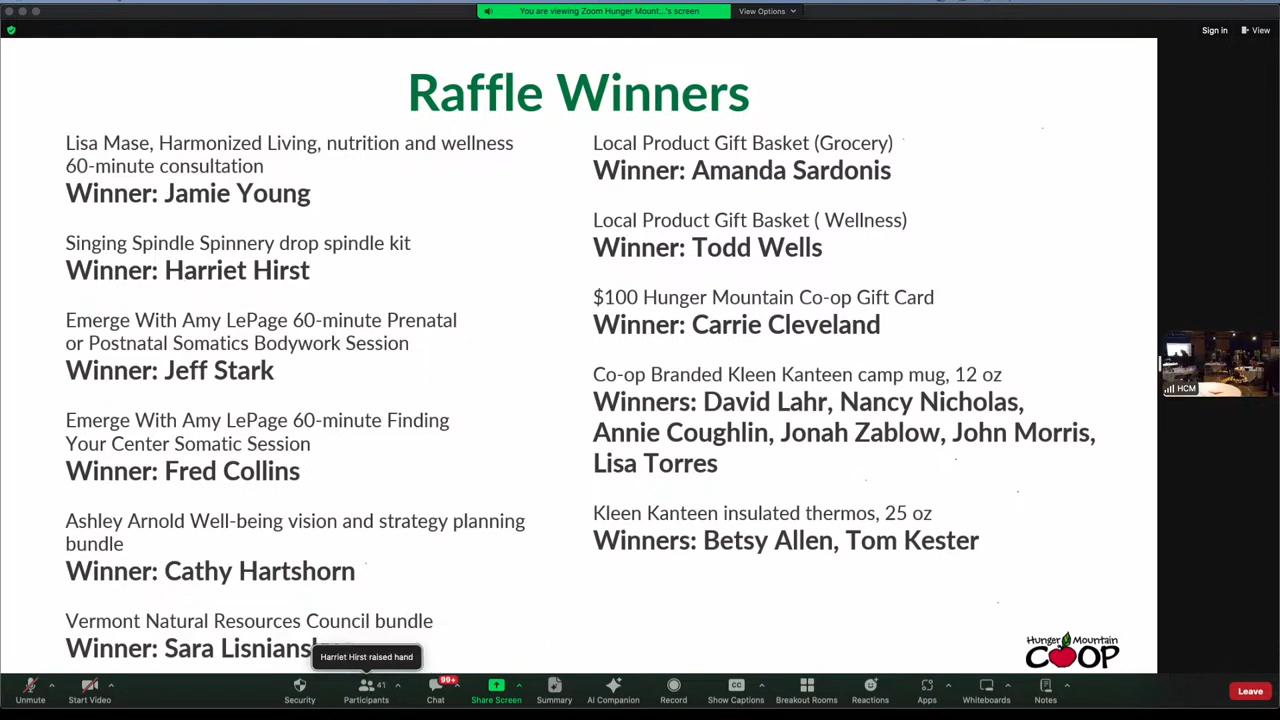 You are viewing Zoom Hunger Mount...'s screen
View Options
Sign in
View
Raffle Winners
Lisa Mase, Harmonized Living, nutrition and wellness
60-minute consultation
Winner: Jamie Young
Singing Spindle Spinnery drop spindle kit
Winner: Harriet Hirst
Emerge With Amy LePage 60-minute Prenatal
or Postnatal Somatics Bodywork Session
Winner: Jeff Stark
Emerge With Amy LePage 60-minute Finding
Your Center Somatic Session
Winner: Fred Collins
Ashley Arnold Well-being vision and strategy planning
bundle
Winner: Cathy Hartshorn
Vermont Natural Resources Council bundle
Winner: Sara
Local Product Gift Basket (Grocery)
Winner: Amanda Sardonis
Local Product Gift Basket ( Wellness)
Winner: Todd Wells
$100 Hunger Mountain Co-op Gift Card
Winner: Carrie Cleveland
Co-op Branded Kleen Kanteen camp mug, 12 oz
Winners: David Lahr, Nancy Nicholas,
Annie Coughlin, Jonah Zablow, John Morris,
Lisa Torres
Kleen Kanteen insulated thermos, 25 oz
Winners: Betsy Allen, Tom Kester
Hunger Mountain
COOP
HCM
Harriet Hirst raised hand
41
99+
Unmute
Start Video
Security
Participants
Chat
Share Screen
Summary
AI Companion
Record
Show Captions
Breakout Rooms
Reactions
Apps
Whiteboards
Notes
Leave